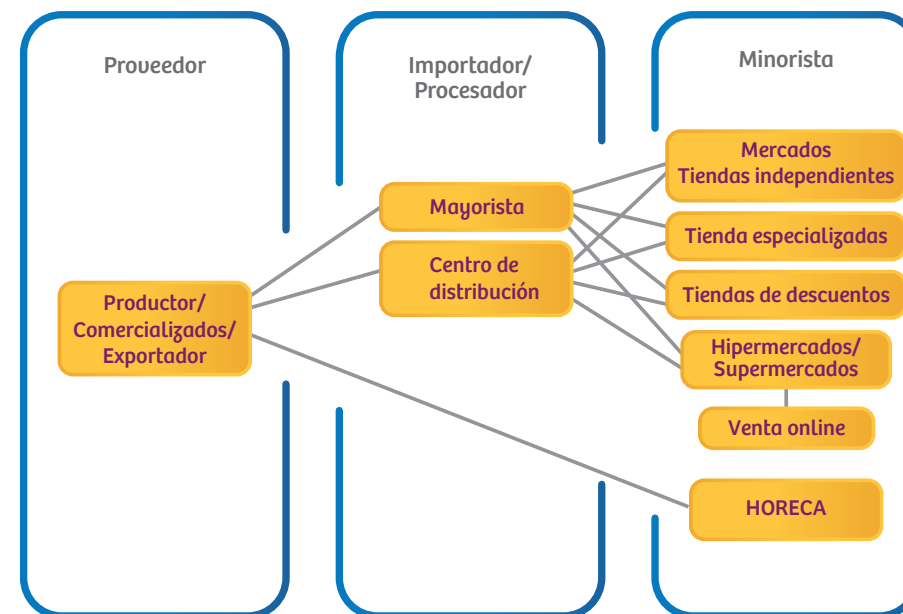 Proveedor
Importador/
Procesador
Minorista
Productor/
Comercializados/
Exportador
Mayorista
Centro de
distribución
Mercados
Tiendas independientes
Tienda especializadas
Tiendas de descuentos
Hipermercados/
Supermercados
Venta online
HORECA